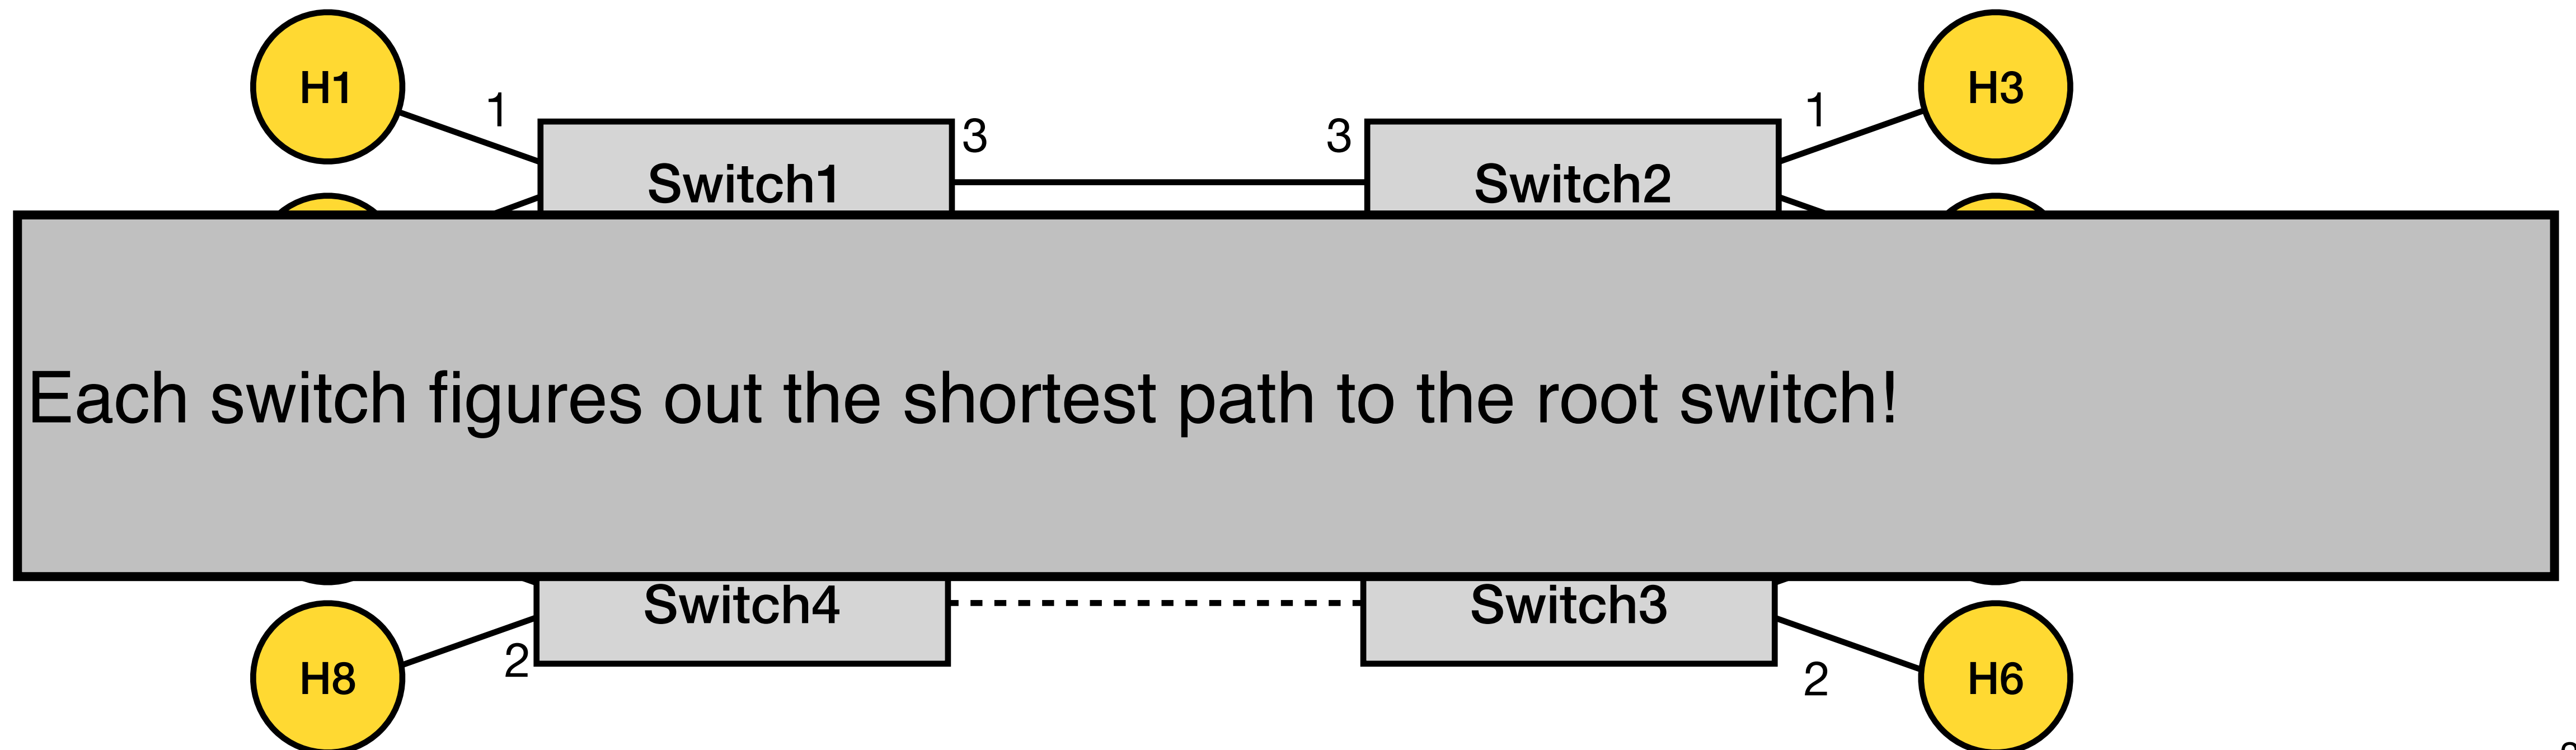 H1
1
H3
1
3
3
Switch1
Switch2
Each switch figures out the shortest path to the root switch!
Switch4
Switch3
H8
2
2
H6